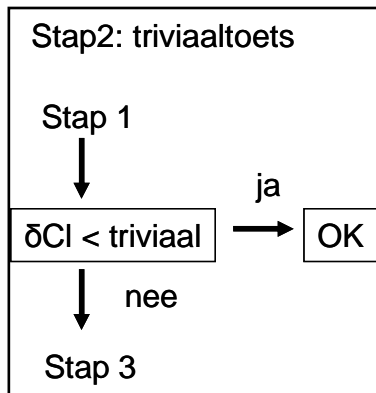 Stap2: triviaaltoets
Stap 1
ja
δCl < triviaal
OK
nee
Stap 3